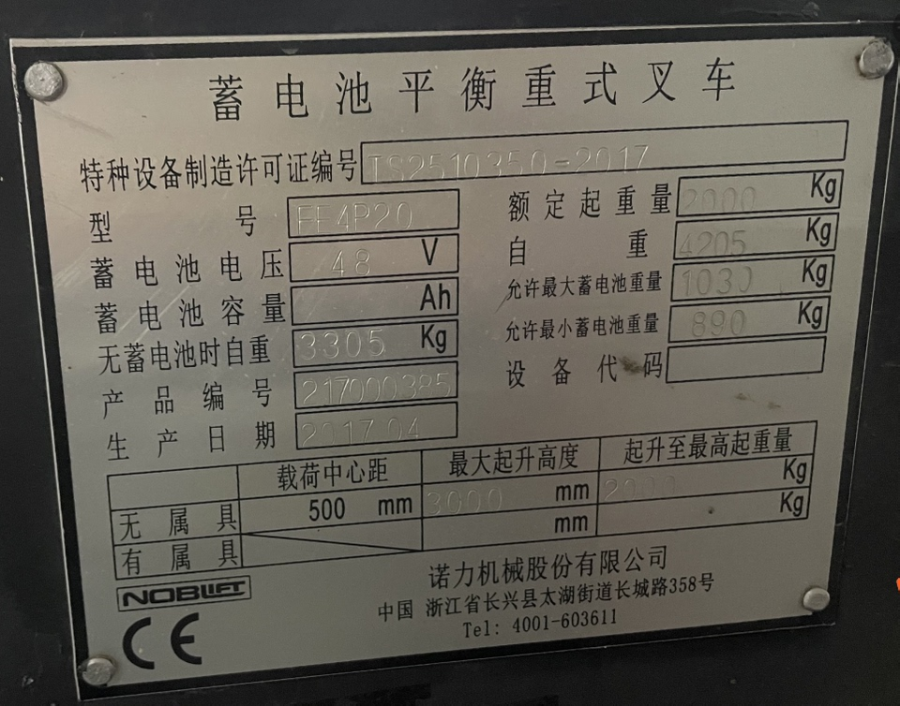 蓄电池平衡重式叉车
特种设备制造许可证编号 TS2510350-2017
型号 FE4P20 额定起重量 2000 Kg
蓄电池电压 48 V 自重 4205 Kg
蓄电池容量 Ah 允许最大蓄电池重量 1030 Kg
无蓄电池时自重 3305 Kg 允许最小蓄电池重量 890 Kg
产品编号 217000385 设备代码
生产日期 2017.04
载荷中心距 最大起升高度 起升至最高起重量
无属具 500 mm 3000 mm 2000 Kg
有属具 mm Kg
NOBLIFT 诺力机械股份有限公司
中国 浙江省长兴县太湖街道长城路358号
CE Tel: 4001-603611